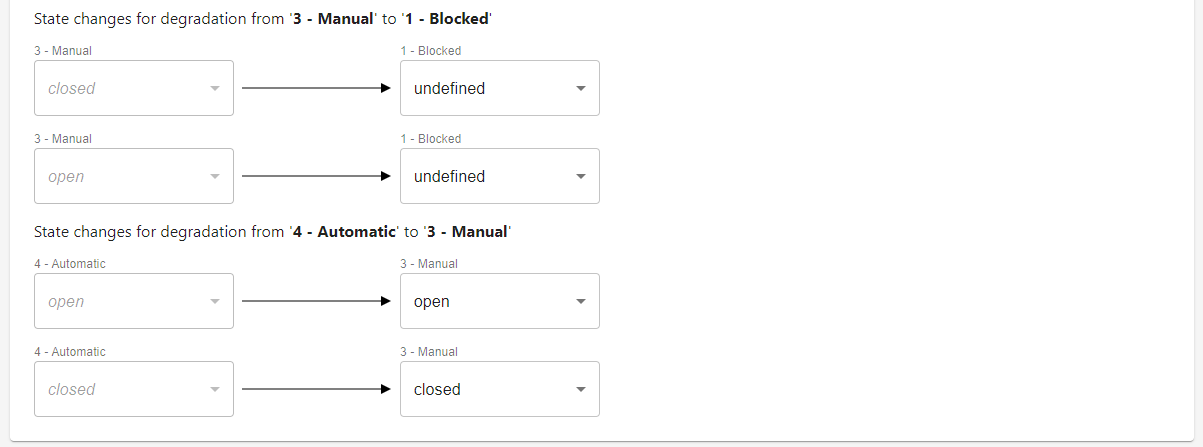 State changes for degradation from '3 - Manual' to '1 - Blocked'
3 - Manual 1 - Blocked
closed undefined
3 - Manual 1 - Blocked
open undefined
State changes for degradation from '4 - Automatic' to '3 - Manual'
4 - Automatic 3 - Manual
open open
4 - Automatic 3 - Manual
closed closed